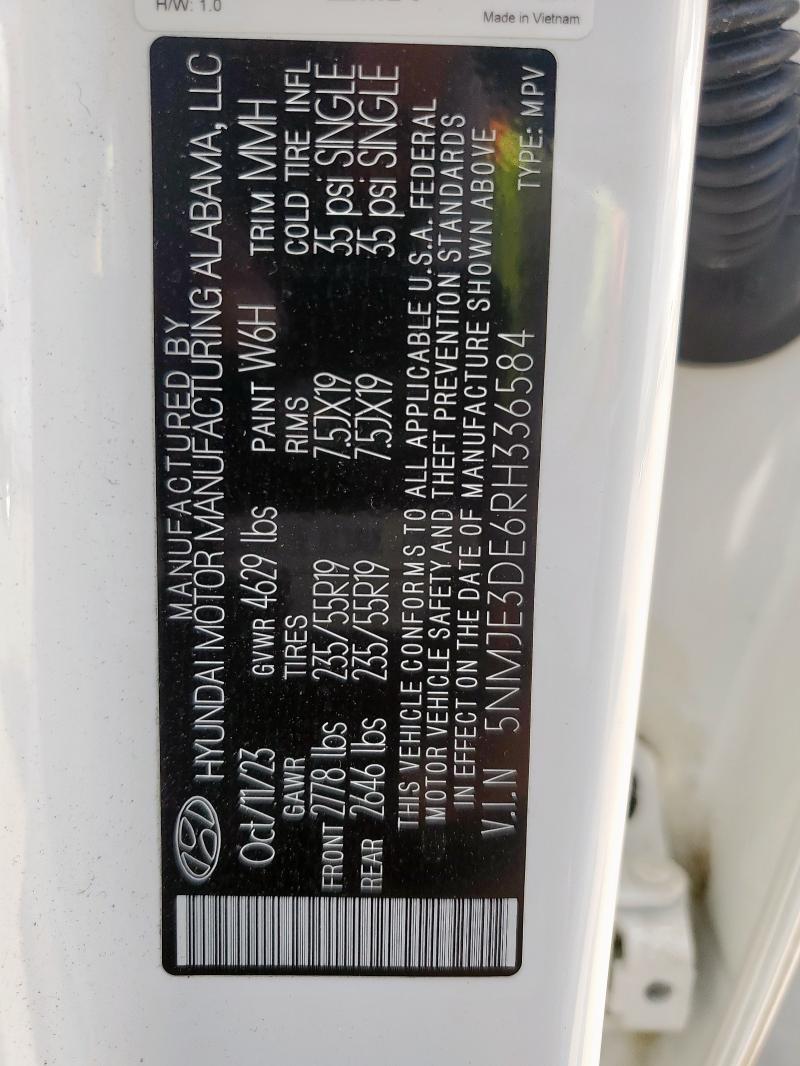 H/W: 1.0
Made in Vietnam
MANUFACTURED BY
HYUNDAI MOTOR MANUFACTURING ALABAMA, LLC
Oct/11/23 GVWR 4629 lbs PAINT W6H TRIM MMH
GAWR TIRES RIMS COLD TIRE INFL
FRONT 2778 lbs 235/55R19 7.5JX19 35 psi SINGLE
REAR 2646 lbs 235/55R19 7.5JX19 35 psi SINGLE
THIS VEHICLE CONFORMS TO ALL APPLICABLE U.S.A. FEDERAL
MOTOR VEHICLE SAFETY AND THEFT PREVENTION STANDARDS
IN EFFECT ON THE DATE OF MANUFACTURE SHOWN ABOVE
V.I.N 5NMJE3DE6RH336584
TYPE: MPV